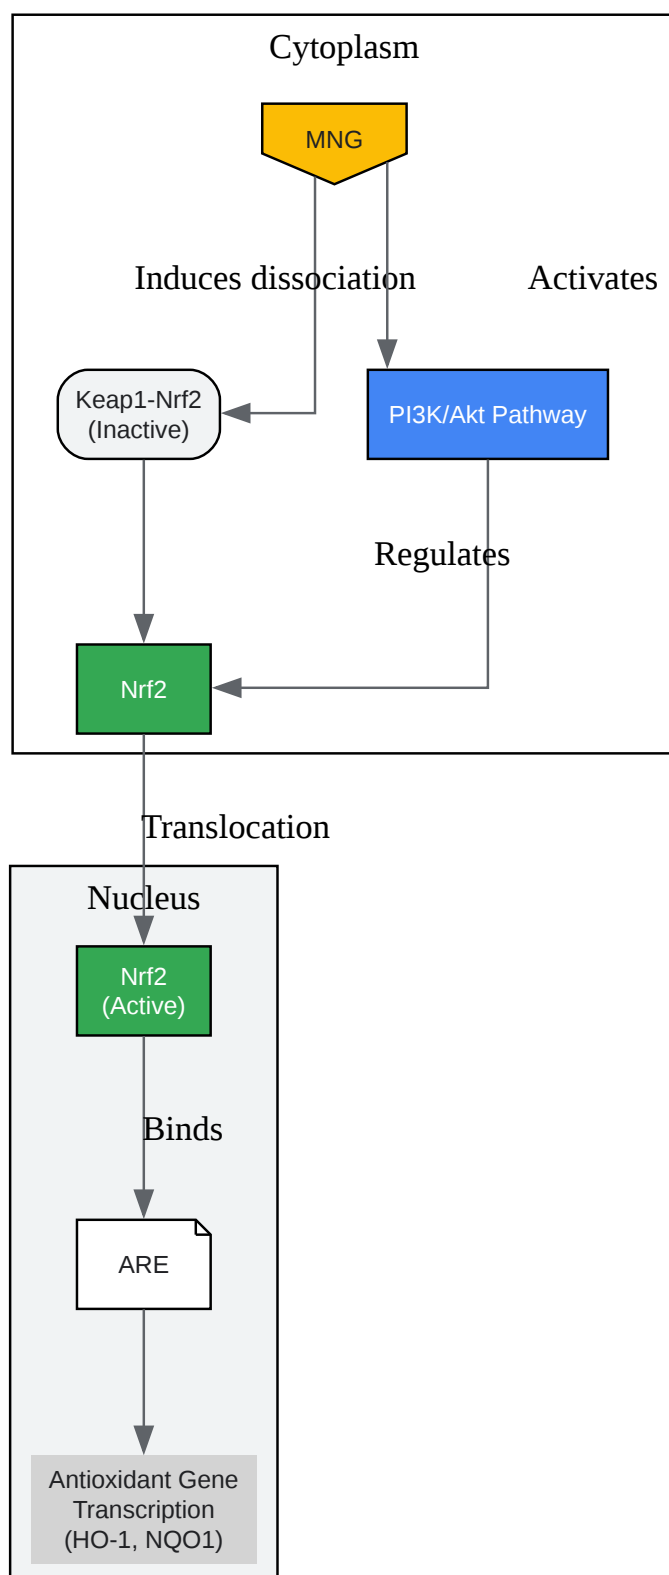 Cytoplasm
MNG
Induces dissociation
Activates
Keap1-Nrf2
(Inactive)
PI3K/Akt Pathway
Regulates
Nrf2
Translocation
Nucleus
Nrf2
(Active)
Binds
ARE
Antioxidant Gene
Transcription
(HO-1, NQO1)